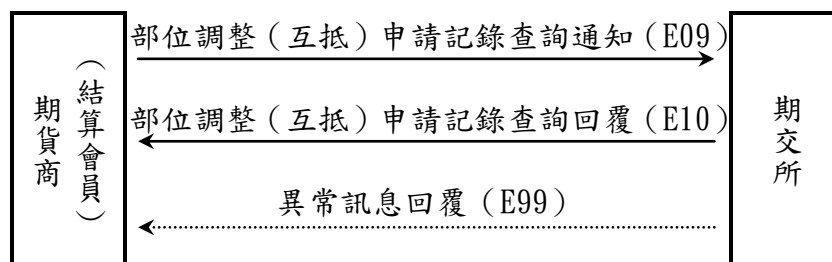 部位調整（互抵）申請記錄查詢通知（E09）
期貨商
（結算會員）
部位調整（互抵）申請記錄查詢回覆（E10）
期交所
異常訊息回覆（E99）